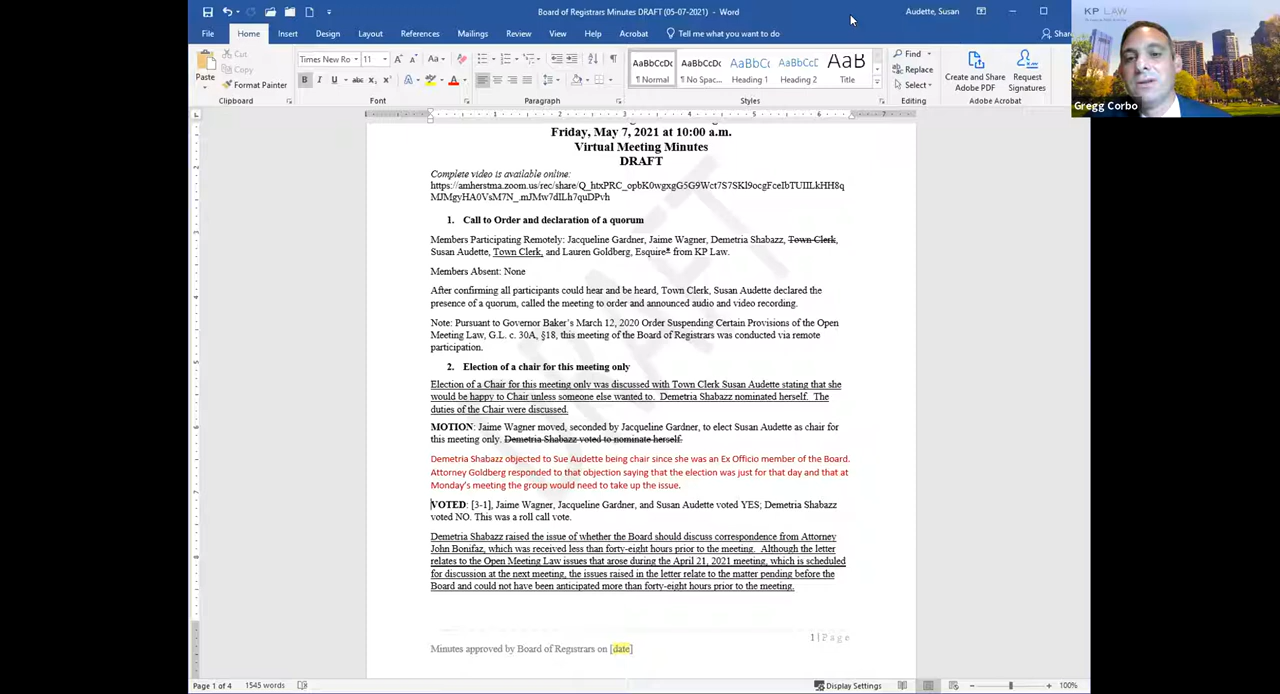 Board of Registrars Minutes DRAFT (05-07-2021) - Word
Audette, Susan
KP LAW
File Home Insert Design Layout References Mailings Review View Help Acrobat Tell me what you want to do
Share
Cut
Copy
Paste
Format Painter
Times New Ro 11
AaBbCcDc AaBbCcDc AaBbCc AaBbCcC AaB
¶ Normal ¶ No Spac... Heading 1 Heading 2 Title
Find
Replace
Select
Create and Share Adobe PDF
Request Signatures
Clipboard Font Paragraph Styles Editing Adobe Acrobat
Gregg Corbo
Friday, May 7, 2021 at 10:00 a.m.
Virtual Meeting Minutes
DRAFT
Complete video is available online:
1. Call to Order and declaration of a quorum
Members Participating Remotely: Jacqueline Gardner, Jaime Wagner, Demetria Shabazz, Town Clerk,
Susan Audette, Town Clerk, and Lauren Goldberg, Esquire from KP Law.
Members Absent: None
After confirming all participants could hear and be heard, Town Clerk, Susan Audette declared the
presence of a quorum, called the meeting to order and announced audio and video recording.
Note: Pursuant to Governor Baker's March 12, 2020 Order Suspending Certain Provisions of the Open
Meeting Law, G.L. c. 30A, §18, this meeting of the Board of Registrars was conducted via remote
participation.
2. Election of a chair for this meeting only
Election of a Chair for this meeting only was discussed with Town Clerk Susan Audette stating that she
would be happy to Chair unless someone else wanted to. Demetria Shabazz nominated herself. The
duties of the Chair were discussed.
MOTION: Jaime Wagner moved, seconded by Jacqueline Gardner, to elect Susan Audette as chair for
this meeting only. Demetria Shabazz voted to nominate herself.
Demetria Shabazz objected to Sue Audette being chair since she was an Ex Officio member of the Board.
Attorney Goldberg responded to that objection saying that the election was just for that day and that at
Monday's meeting the group would need to take up the issue.
VOTED: [3-1], Jaime Wagner, Jacqueline Gardner, and Susan Audette voted YES; Demetria Shabazz
voted NO. This was a roll call vote.
Demetria Shabazz raised the issue of whether the Board should discuss correspondence from Attorney
John Bonifaz, which was received less than forty-eight hours prior to the meeting. Although the letter
relates to the Open Meeting Law issues that arose during the April 21, 2021 meeting, which is scheduled
for discussion at the next meeting, the issues raised in the letter relate to the matter pending before the
Board and could not have been anticipated more than forty-eight hours prior to the meeting.
1 | Page
Minutes approved by Board of Registrars on [date]
DRAFT
Page 1 of 4 1545 words
Display Settings
100%